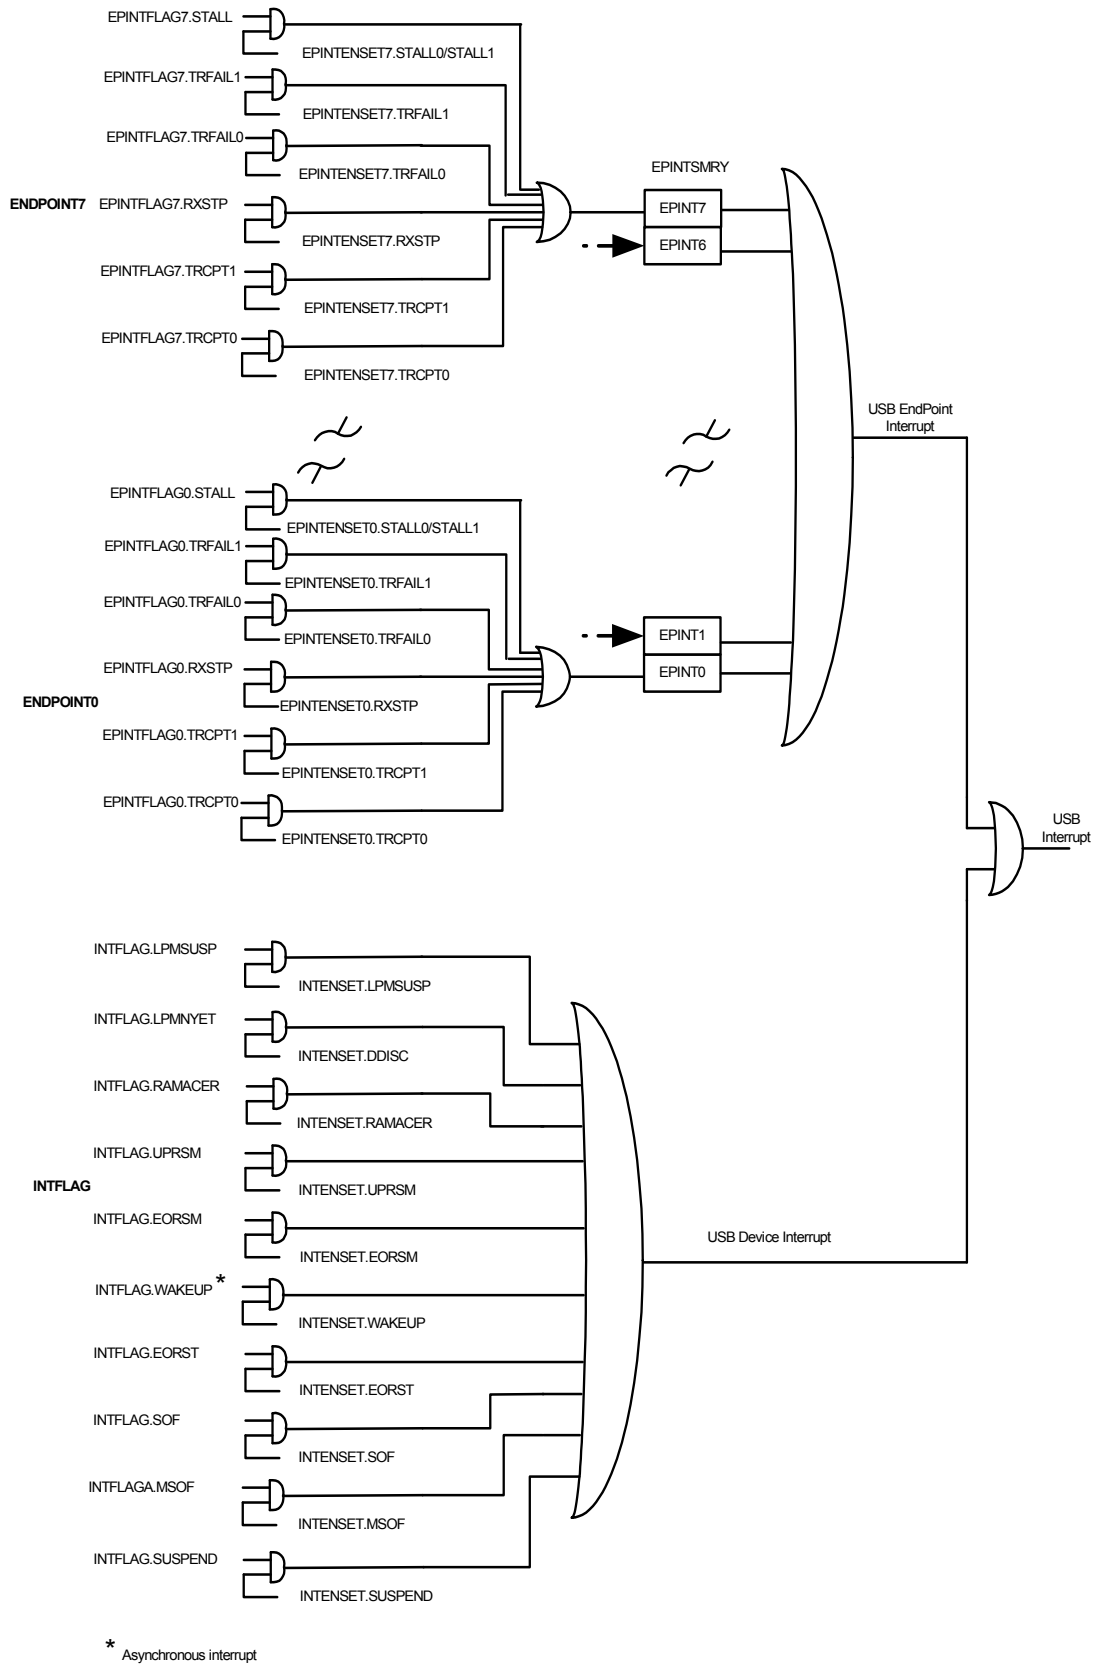 EPINTFLAG7.STALL
EPINTENSET7.STALL0/STALL1
EPINTFLAG7.TRFAIL1
EPINTENSET7.TRFAIL1
EPINTFLAG7.TRFAIL0
EPINTENSET7.TRFAIL0
ENDPOINT7
EPINTFLAG7.RXSTP
EPINTENSET7.RXSTP
EPINTFLAG7.TRCPT1
EPINTENSET7.TRCPT1
EPINTFLAG7.TRCPT0
EPINTENSET7.TRCPT0
EPINTSMRY
EPINT7
EPINT6
USB EndPoint
Interrupt
EPINTFLAG0.STALL
EPINTENSET0.STALL0/STALL1
EPINTFLAG0.TRFAIL1
EPINTENSET0.TRFAIL1
EPINTFLAG0.TRFAIL0
EPINTENSET0.TRFAIL0
EPINTFLAG0.RXSTP
ENDPOINT0
EPINTENSET0.RXSTP
EPINTFLAG0.TRCPT1
EPINTENSET0.TRCPT1
EPINTFLAG0.TRCPT0
EPINTENSET0.TRCPT0
EPINT1
EPINT0
USB
Interrupt
INTFLAG.LPMSUSP
INTENSET.LPMSUSP
INTFLAG.LPMNYET
INTENSET.DDISC
INTFLAG.RAMACER
INTENSET.RAMACER
INTFLAG.UPRSM
INTFLAG
INTENSET.UPRSM
INTFLAG.EORSM
INTENSET.EORSM
USB Device Interrupt
INTFLAG.WAKEUP *
INTENSET.WAKEUP
INTFLAG.EORST
INTENSET.EORST
INTFLAG.SOF
INTENSET.SOF
INTFLAGA.MSOF
INTENSET.MSOF
INTFLAG.SUSPEND
INTENSET.SUSPEND
* Asynchronous interrupt